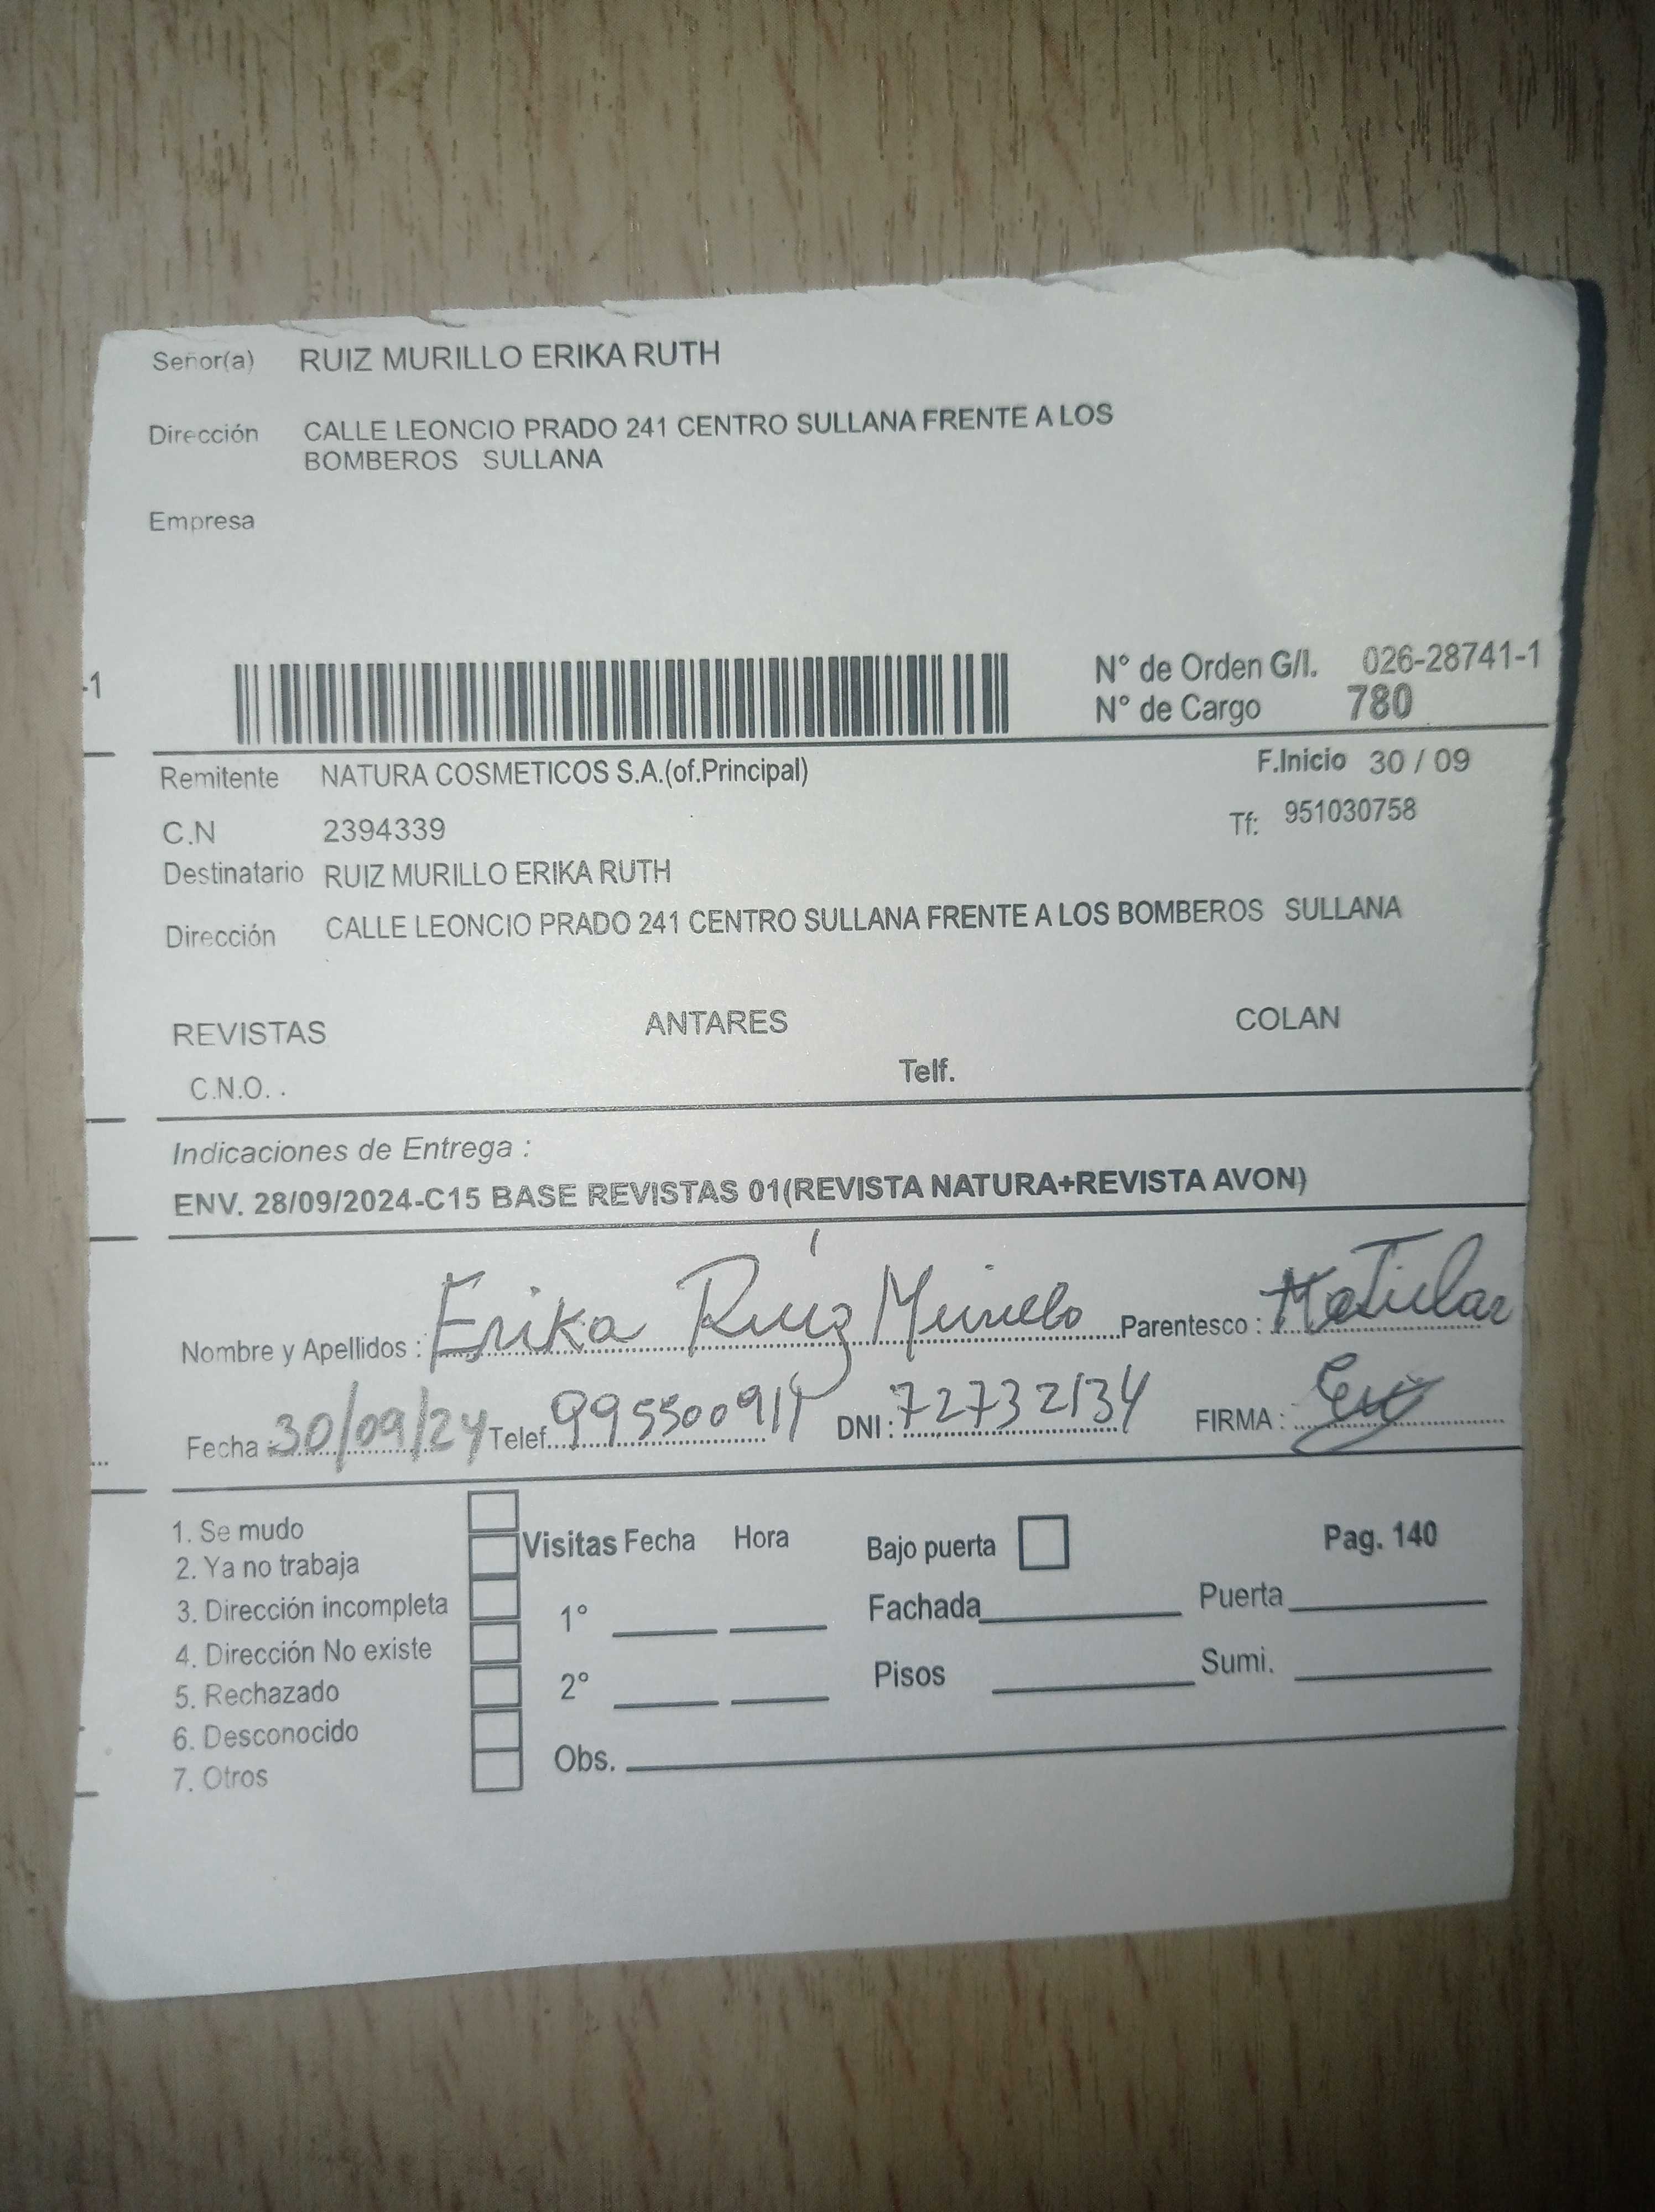 Señor(a) RUIZ MURILLO ERIKA RUTH
Dirección CALLE LEONCIO PRADO 241 CENTRO SULLANA FRENTE A LOS
BOMBEROS SULLANA
Empresa
-1
N° de Orden G/I. 026-28741-1
N° de Cargo 780
Remitente NATURA COSMETICOS S.A.(of.Principal) F.Inicio 30 / 09
C.N 2394339 Tf: 951030758
Destinatario RUIZ MURILLO ERIKA RUTH
Dirección CALLE LEONCIO PRADO 241 CENTRO SULLANA FRENTE A LOS BOMBEROS SULLANA
REVISTAS ANTARES COLAN
C.N.O. . Telf.
Indicaciones de Entrega :
ENV. 28/09/2024-C15 BASE REVISTAS 01(REVISTA NATURA+REVISTA AVON)
Nombre y Apellidos : Erika Ruíz Murillo Parentesco :
Fecha 30/09/24 Telef. DNI : 72732134 FIRMA :
1. Se mudo
2. Ya no trabaja
3. Dirección incompleta
4. Dirección No existe
5. Rechazado
6. Desconocido
7. Otros
Visitas Fecha Hora Bajo puerta Pag. 140
1° Fachada Puerta
2° Pisos Sumi.
Obs.